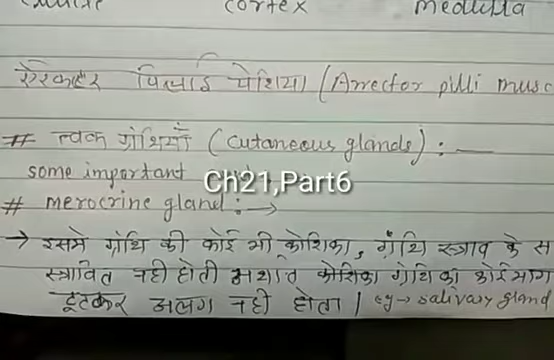 cortex medulla
ऐरेक्टर पिलाई पेशिया (Arrector pilli musc
# त्वक ग्रंथियाँ (cutaneous glands) : —
some important
Ch21,Part6
# merocrine gland : →
→ इसमे ग्रंथि की कोई भी कोशिका, ग्रंथि स्त्राव के स
स्त्रावित नही होती अर्थात कोशिका ग्रंथि का कोई भाग
टूटकर अलग नही होता | eg → salivary gland